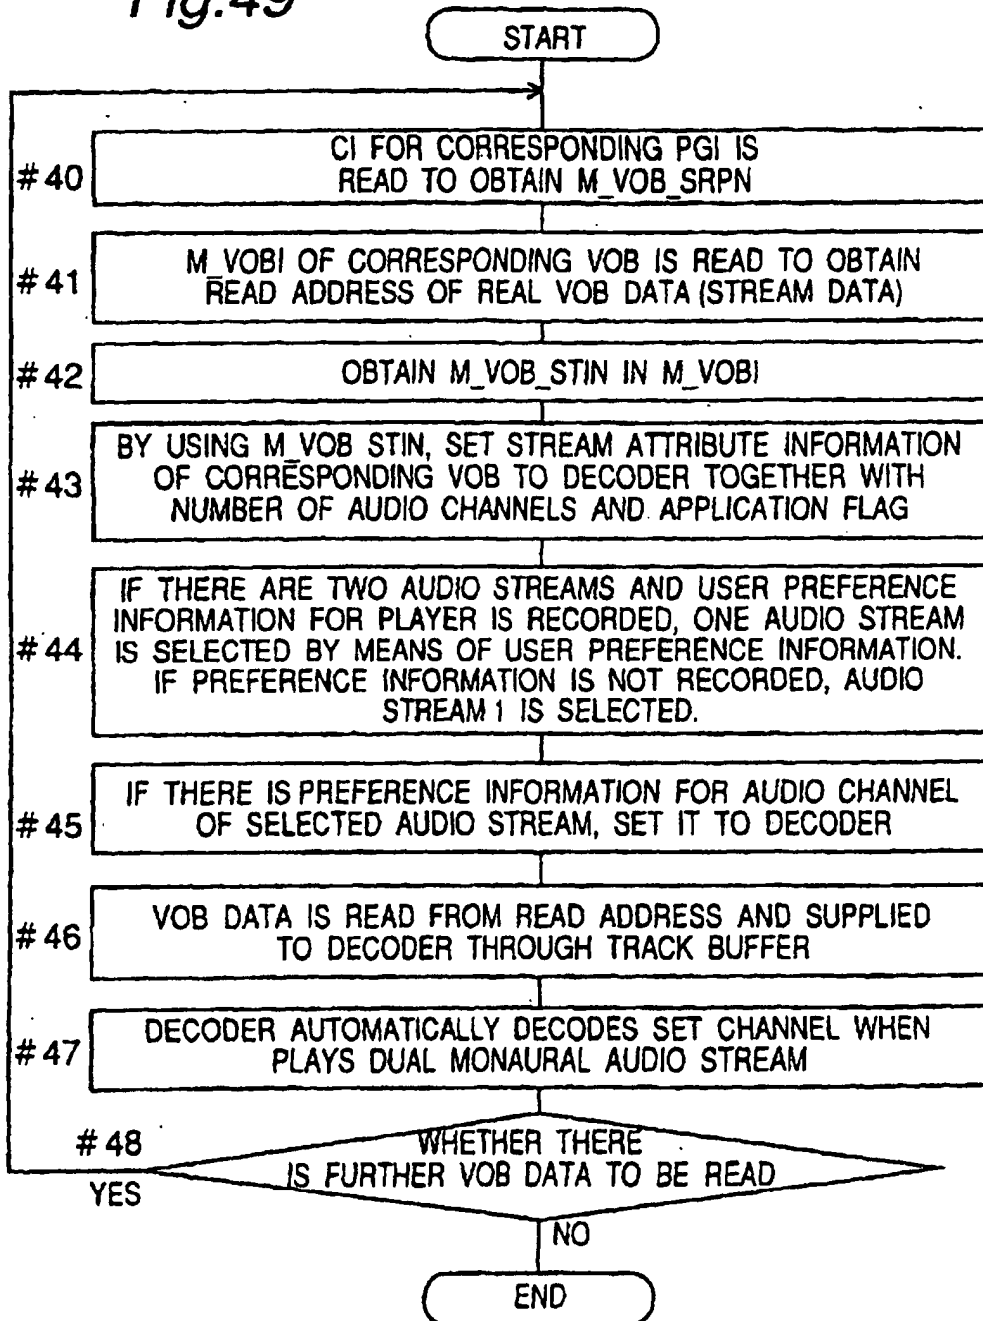 Fig.49
START
#40
CI FOR CORRESPONDING PGI IS
READ TO OBTAIN M_VOB_SRPN
#41
M_VOBI OF CORRESPONDING VOB IS READ TO OBTAIN
READ ADDRESS OF REAL VOB DATA (STREAM DATA)
#42
OBTAIN M_VOB_STIN IN M_VOBI
#43
BY USING M_VOB STIN, SET STREAM ATTRIBUTE INFORMATION
OF CORRESPONDING VOB TO DECODER TOGETHER WITH
NUMBER OF AUDIO CHANNELS AND APPLICATION FLAG
#44
IF THERE ARE TWO AUDIO STREAMS AND USER PREFERENCE
INFORMATION FOR PLAYER IS RECORDED, ONE AUDIO STREAM
IS SELECTED BY MEANS OF USER PREFERENCE INFORMATION.
IF PREFERENCE INFORMATION IS NOT RECORDED, AUDIO
STREAM 1 IS SELECTED.
#45
IF THERE IS PREFERENCE INFORMATION FOR AUDIO CHANNEL
OF SELECTED AUDIO STREAM, SET IT TO DECODER
#46
VOB DATA IS READ FROM READ ADDRESS AND SUPPLIED
TO DECODER THROUGH TRACK BUFFER
#47
DECODER AUTOMATICALLY DECODES SET CHANNEL WHEN
PLAYS DUAL MONAURAL AUDIO STREAM
#48
WHETHER THERE
IS FURTHER VOB DATA TO BE READ
YES
NO
END